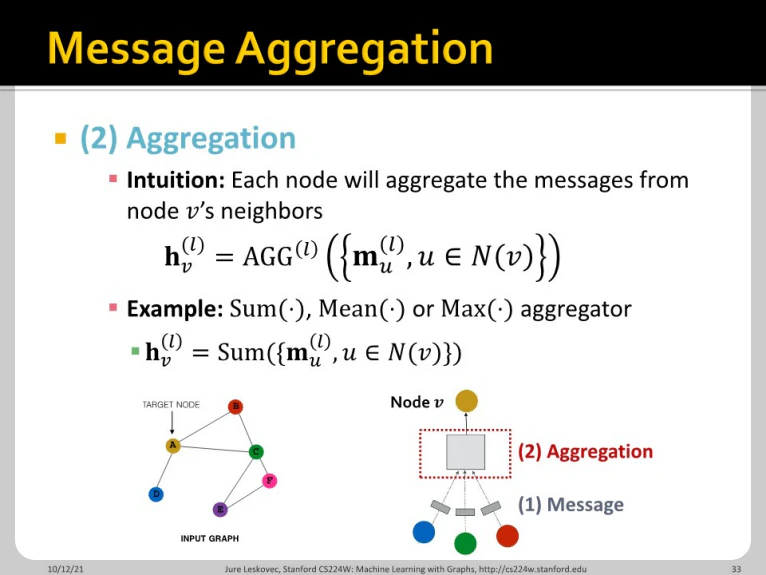 Message Aggregation
(2) Aggregation
Intuition: Each node will aggregate the messages from
node 𝑣's neighbors
𝐡ᵥ⁽ˡ⁾ = AGG⁽ˡ⁾ ({𝐦ᵤ⁽ˡ⁾, 𝑢 ∈ 𝑁(𝑣)})
Example: Sum(·), Mean(·) or Max(·) aggregator
𝐡ᵥ⁽ˡ⁾ = Sum({𝐦ᵤ⁽ˡ⁾, 𝑢 ∈ 𝑁(𝑣)})
TARGET NODE
B
A
C
F
D
E
INPUT GRAPH
Node 𝒗
(2) Aggregation
(1) Message
10/12/21
Jure Leskovec, Stanford CS224W: Machine Learning with Graphs, http://cs224w.stanford.edu
33